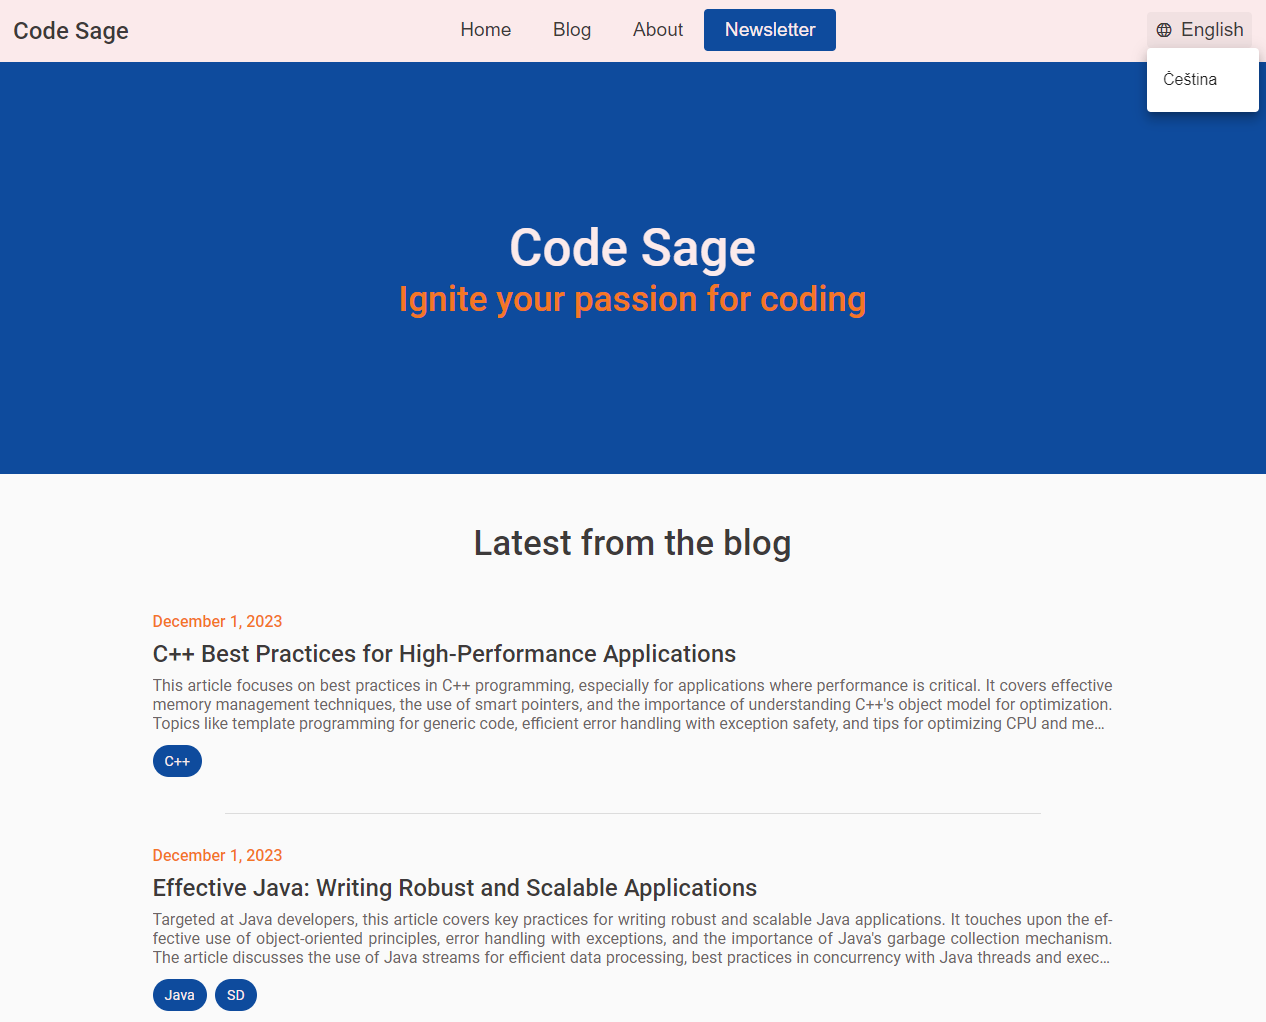 Code Sage
Home
Blog
About
Newsletter
English
Čeština
Code Sage
Ignite your passion for coding
Latest from the blog
December 1, 2023
C++ Best Practices for High-Performance Applications
This article focuses on best practices in C++ programming, especially for applications where performance is critical. It covers effective
memory management techniques, the use of smart pointers, and the importance of understanding C++'s object model for optimization.
Topics like template programming for generic code, efficient error handling with exception safety, and tips for optimizing CPU and me...
C++
December 1, 2023
Effective Java: Writing Robust and Scalable Applications
Targeted at Java developers, this article covers key practices for writing robust and scalable Java applications. It touches upon the ef-
fective use of object-oriented principles, error handling with exceptions, and the importance of Java's garbage collection mechanism.
The article discusses the use of Java streams for efficient data processing, best practices in concurrency with Java threads and exec...
Java
SD